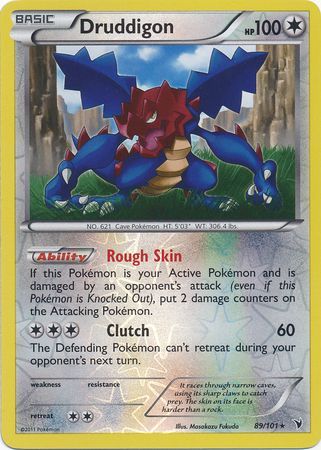 BASIC
Druddigon HP100
NO. 621 Cave Pokémon HT: 5'03" WT: 306.4 lbs.
Ability Rough Skin
If this Pokémon is your Active Pokémon and is
damaged by an opponent's attack (even if this
Pokémon is Knocked Out), put 2 damage counters on
the Attacking Pokémon.
Clutch 60
The Defending Pokémon can't retreat during your
opponent's next turn.
weakness resistance
retreat
It races through narrow caves,
using its sharp claws to catch
prey. The skin on its face is
harder than a rock.
©2011 Pokémon
Illus. Masakazu Fukuda
89/101★